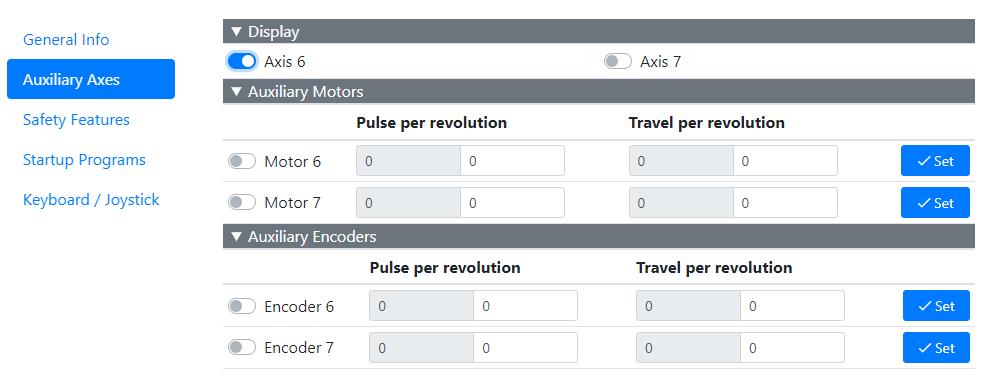 General Info
Auxiliary Axes
Safety Features
Startup Programs
Keyboard / Joystick
▼ Display
Axis 6 Axis 7
▼ Auxiliary Motors
Pulse per revolution Travel per revolution
Motor 6 0 0 0 0 ✓ Set
Motor 7 0 0 0 0 ✓ Set
▼ Auxiliary Encoders
Pulse per revolution Travel per revolution
Encoder 6 0 0 0 0 ✓ Set
Encoder 7 0 0 0 0 ✓ Set